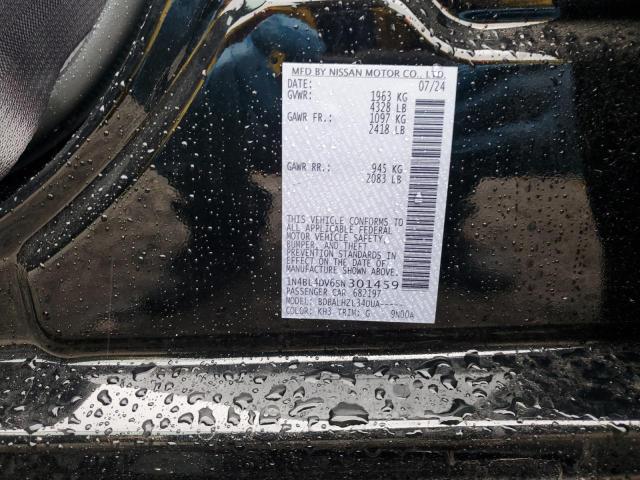 MFD BY NISSAN MOTOR CO., LTD.
DATE: 07/24
GVWR: 1963 KG
4328 LB
GAWR FR.: 1097 KG
2418 LB
GAWR RR.: 945 KG
2083 LB
THIS VEHICLE CONFORMS TO
ALL APPLICABLE FEDERAL
MOTOR VEHICLE SAFETY,
BUMPER, AND THEFT
PREVENTION STANDARDS IN
EFFECT ON THE DATE OF
MANUFACTURE SHOWN ABOVE.
1N4BL4DV6SN301459
PASSENGER CAR 682197
MODEL: BDBALHZL34DUA-----
COLOR: KH3 TRIM: G 9N00A